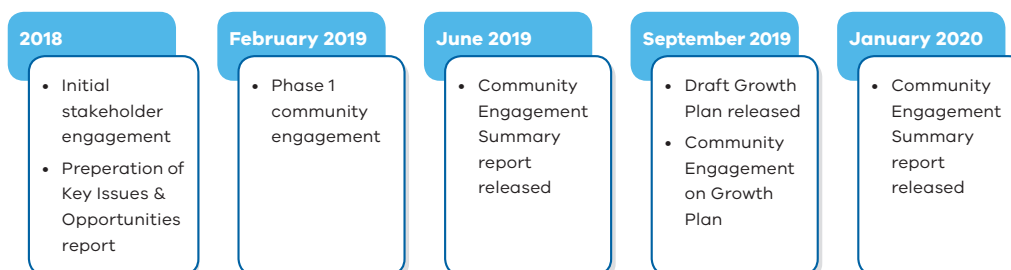 2018
• Initial
stakeholder
engagement
• Preperation of
Key Issues &
Opportunities
report
February 2019
• Phase 1
community
engagement
June 2019
• Community
Engagement
Summary
report
released
September 2019
• Draft Growth
Plan released
• Community
Engagement
on Growth
Plan
January 2020
• Community
Engagement
Summary
report
released